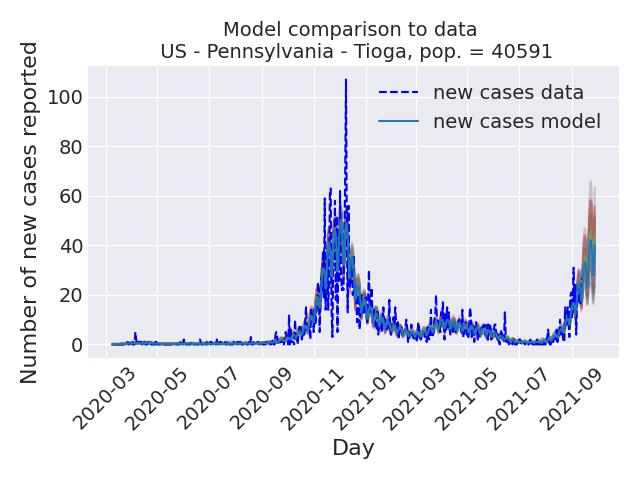 Model comparison to data
US - Pennsylvania - Tioga, pop. = 40591
Number of new cases reported
100
80
60
40
20
0
new cases data
new cases model
2020-03
2020-05
2020-07
2020-09
2020-11
2021-01
2021-03
2021-05
2021-07
2021-09
Day